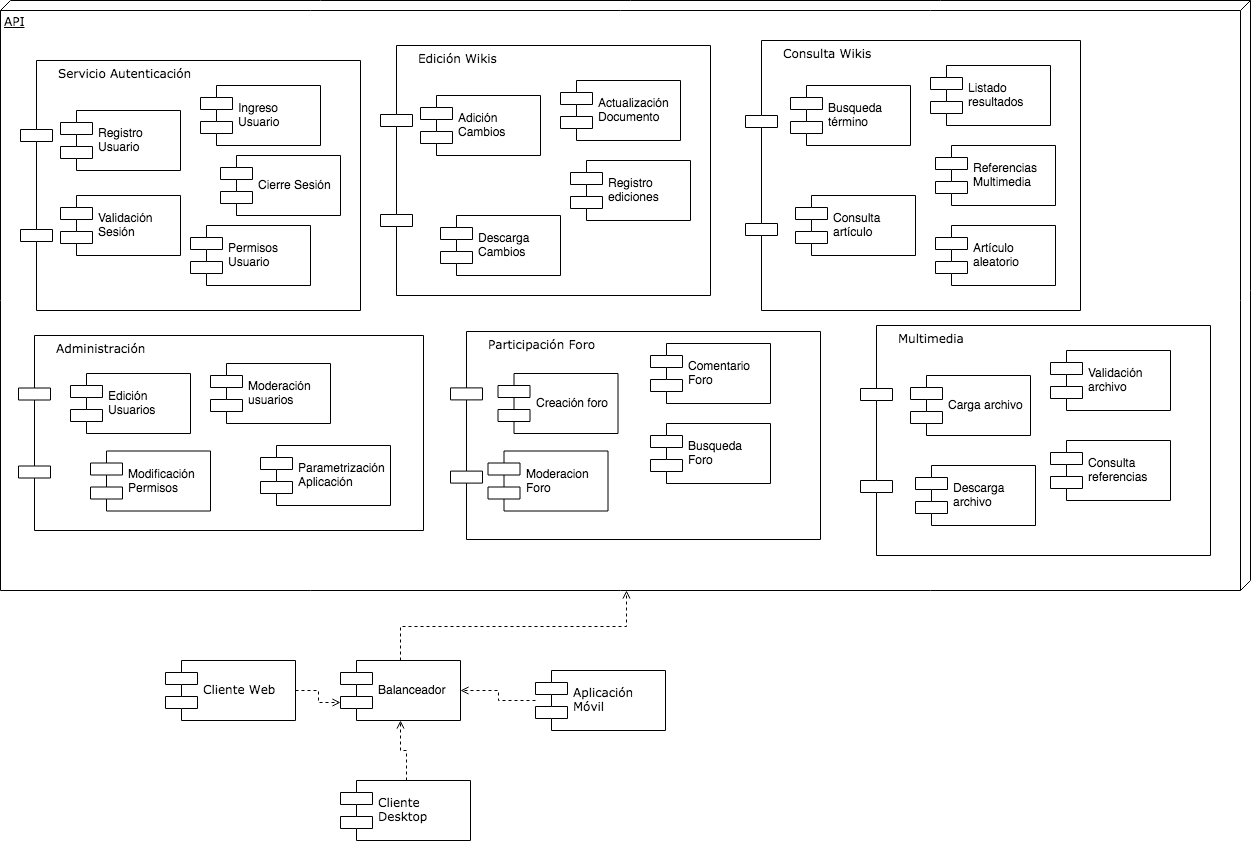 API
Servicio Autenticación
Registro
Usuario
Ingreso
Usuario
Cierre Sesión
Validación
Sesión
Permisos
Usuario
Edición Wikis
Adición
Cambios
Actualización
Documento
Registro
ediciones
Descarga
Cambios
Consulta Wikis
Busqueda
término
Listado
resultados
Referencias
Multimedia
Consulta
artículo
Artículo
aleatorio
Administración
Edición
Usuarios
Moderación
usuarios
Modificación
Permisos
Parametrización
Aplicación
Participación Foro
Creación foro
Comentario
Foro
Busqueda
Foro
Moderacion
Foro
Multimedia
Carga archivo
Validación
archivo
Consulta
referencias
Descarga
archivo
Cliente Web
Balanceador
Aplicación
Móvil
Cliente
Desktop